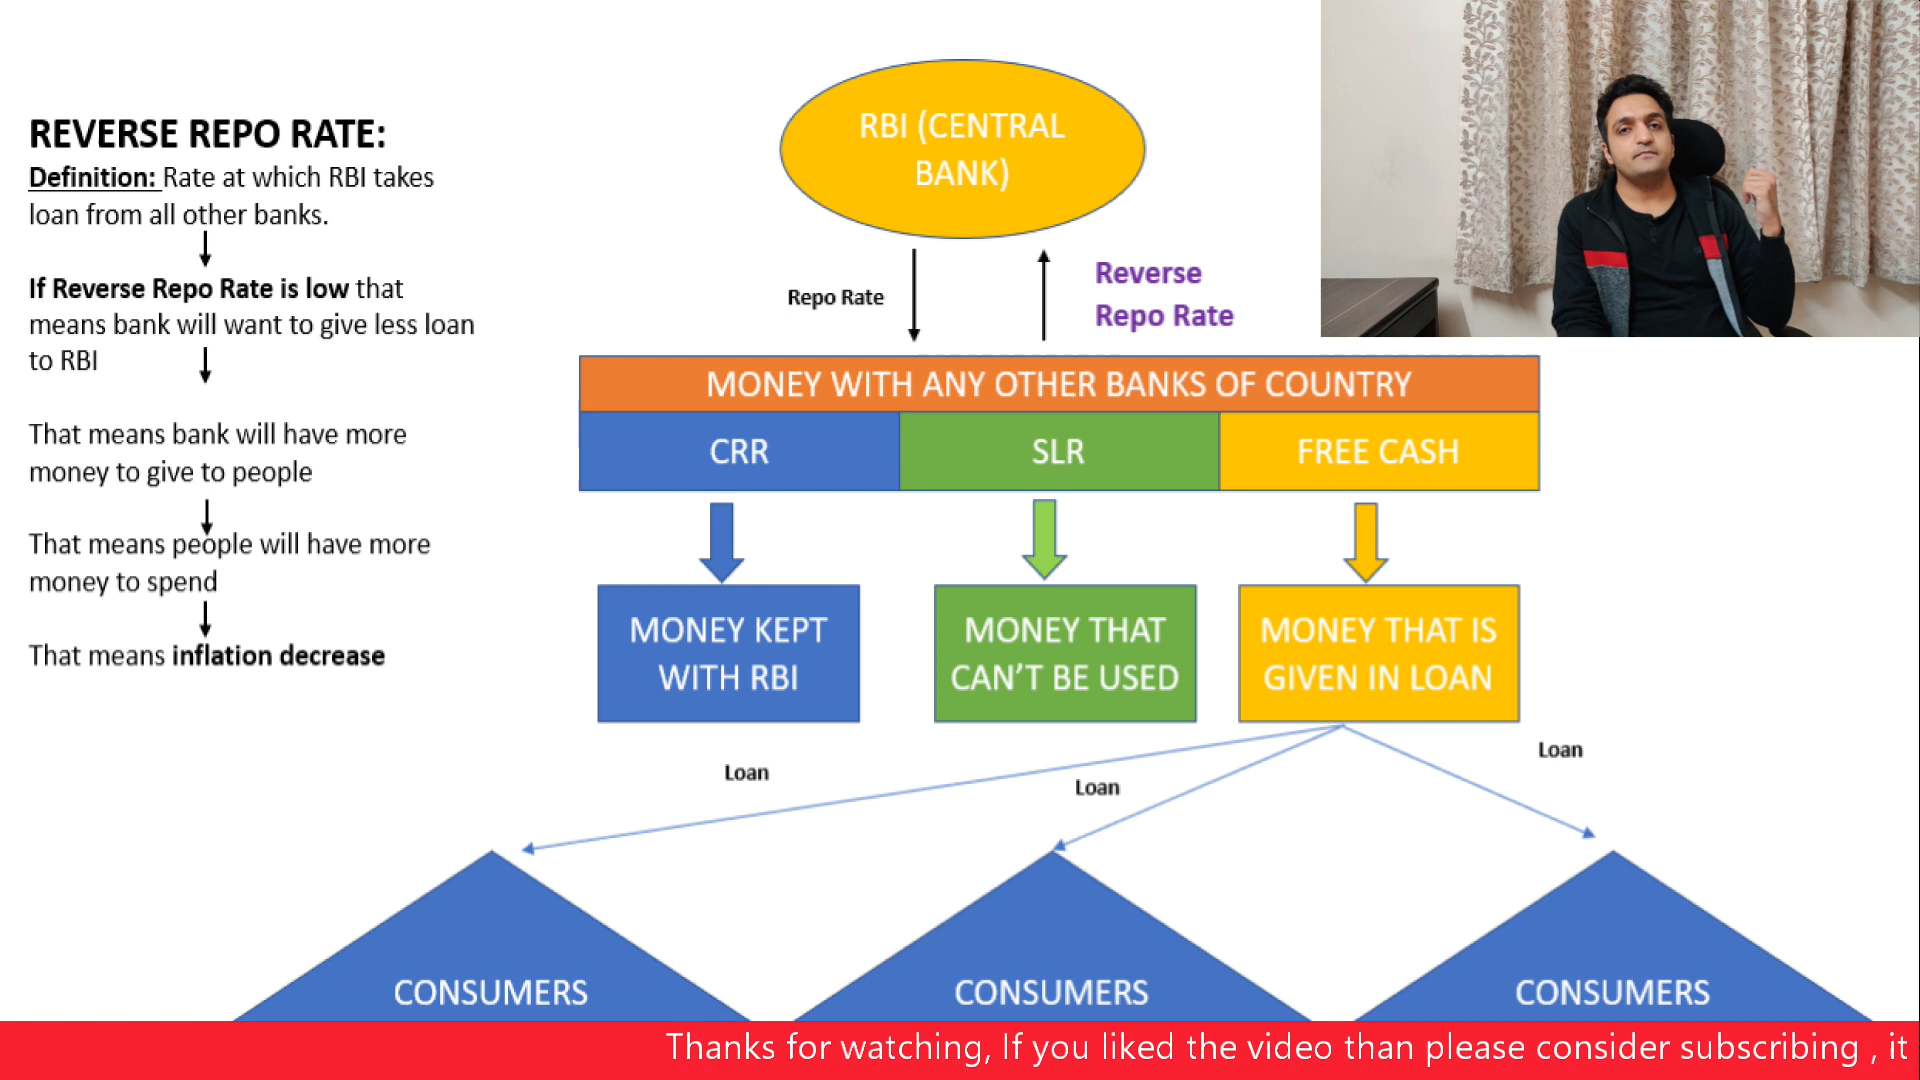 REVERSE REPO RATE:
Definition: Rate at which RBI takes
loan from all other banks.
If Reverse Repo Rate is low that
means bank will want to give less loan
to RBI
That means bank will have more
money to give to people
That means people will have more
money to spend
That means inflation decrease
RBI (CENTRAL
BANK)
Repo Rate
Reverse
Repo Rate
MONEY WITH ANY OTHER BANKS OF COUNTRY
CRR
SLR
FREE CASH
MONEY KEPT
WITH RBI
MONEY THAT
CAN'T BE USED
MONEY THAT IS
GIVEN IN LOAN
Loan
Loan
Loan
CONSUMERS
CONSUMERS
CONSUMERS
Thanks for watching, If you liked the video than please consider subscribing , it